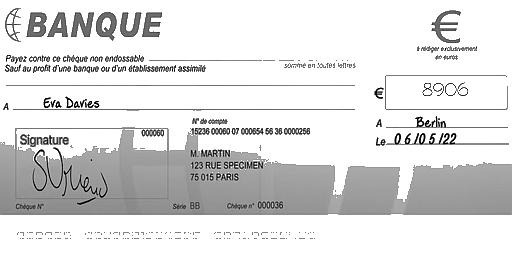 BANQUE
€
à rédiger exclusivement
en euros
Payez contre ce chèque non endossable
Sauf au profit d'une banque ou d'un établissement assimilé
somme en toutes lettres
€ 8906
A Eva Davies
A Berlin
Le 06/05/22
Signature
000060
N° de compte
15236 00060 07 000654 56 36 0000256
M. MARTIN
123 RUE SPECIMEN
75 015 PARIS
Chèque N°
Série BB
Chèque n° 000036